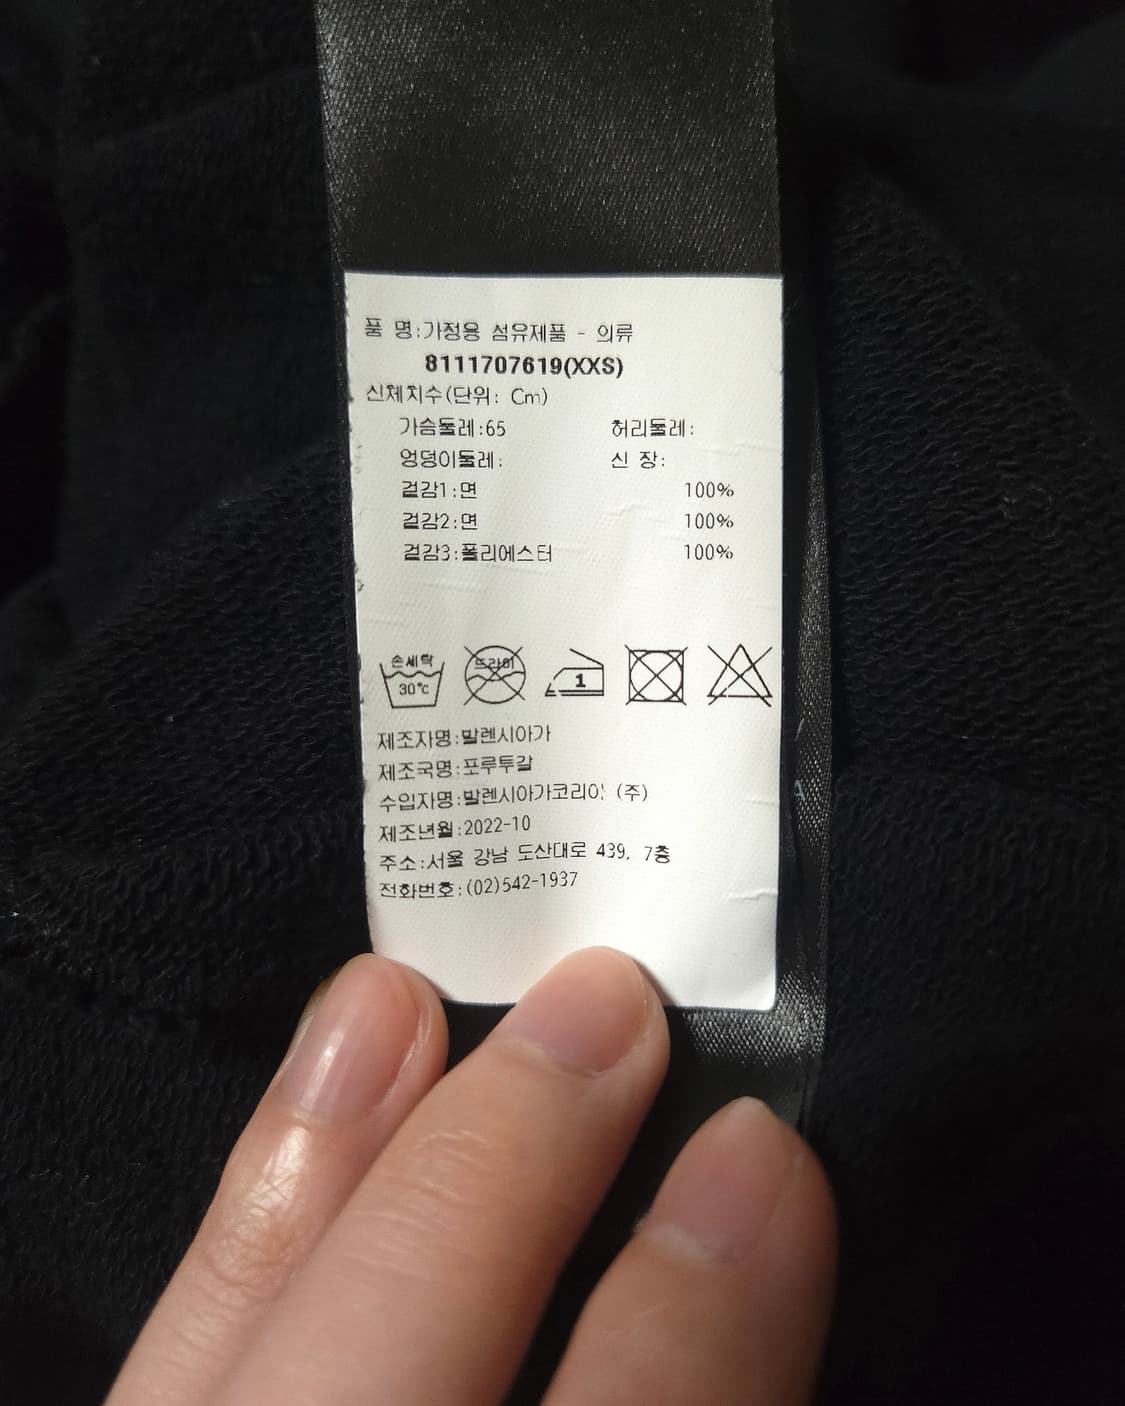 품 명:가정용 섬유제품 - 의류
8111707619(XXS)
신체치수(단위: Cm)
가슴둘레:65 허리둘레:
엉덩이둘레: 신 장:
겉감1:면 100%
겉감2:면 100%
겉감3:폴리에스터 100%
손세탁 드라이
30℃ 1
제조자명:발렌시아가
제조국명:포루투갈
수입자명:발렌시아가코리아 (주)
제조년월:2022-10
주소:서울 강남 도산대로 439, 7층
전화번호:(02)542-1937